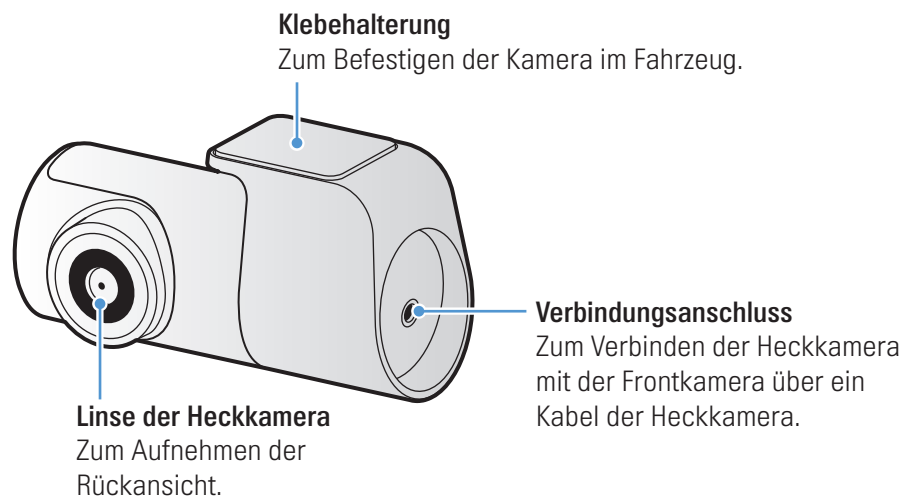 Klebehalterung
Zum Befestigen der Kamera im Fahrzeug.
Verbindungsanschluss
Zum Verbinden der Heckkamera
mit der Frontkamera über ein
Kabel der Heckkamera.
Linse der Heckkamera
Zum Aufnehmen der
Rückansicht.